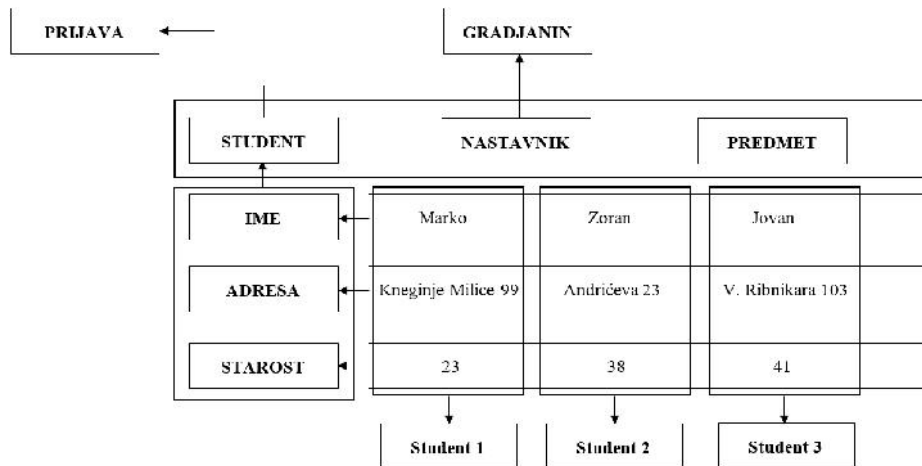 PRIJAVA
GRADJANIN
STUDENT
NASTAVNIK
PREDMET
IME
Marko
Zoran
Jovan
ADRESA
Kneginje Milice 99
Andrićeva 23
V. Ribnikara 103
STAROST
23
38
41
Student 1
Student 2
Student 3